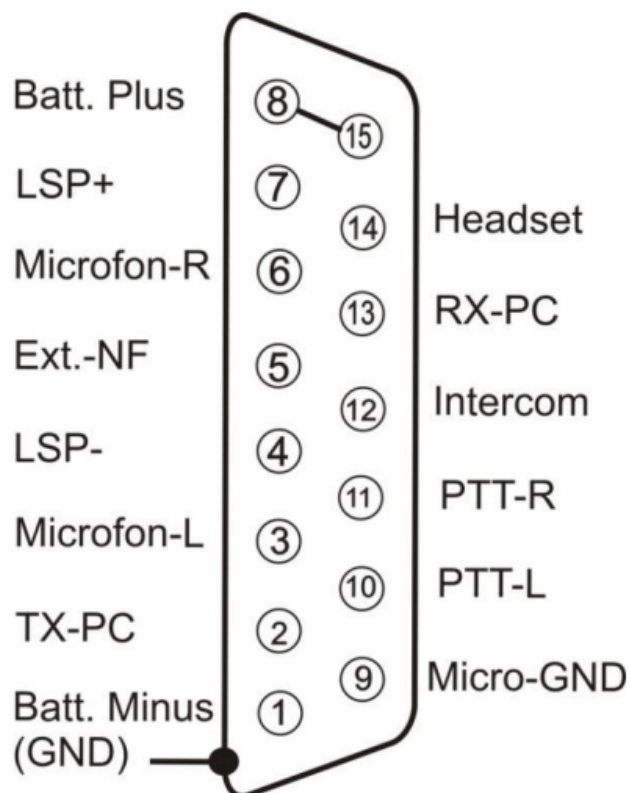 Batt. Plus
8
15
LSP+
7
14
Headset
Microfon-R
6
13
RX-PC
Ext.-NF
5
12
Intercom
LSP-
4
11
PTT-R
Microfon-L
3
10
PTT-L
TX-PC
2
9
Micro-GND
Batt. Minus
(GND)
1